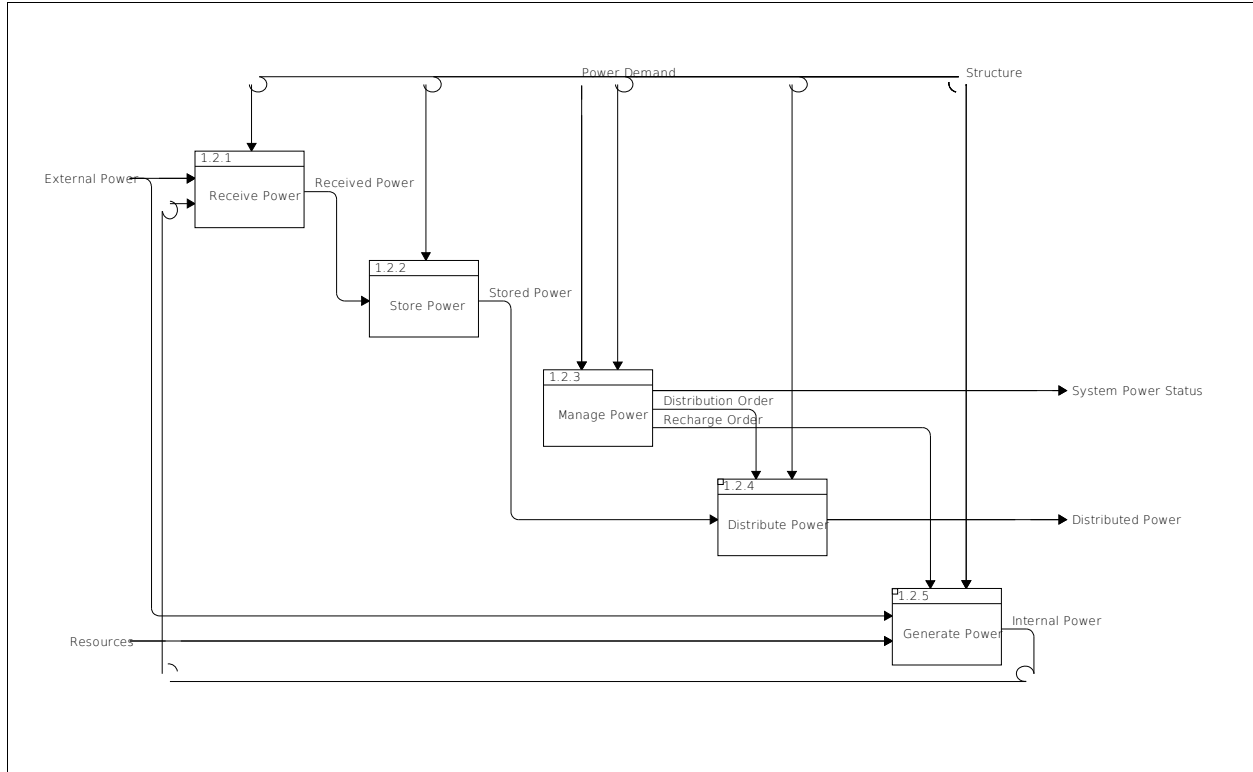 Power Demand
Structure
1.2.1
External Power
Receive Power
Received Power
1.2.2
Store Power
Stored Power
1.2.3
Manage Power
System Power Status
Distribution Order
Recharge Order
1.2.4
Distribute Power
Distributed Power
1.2.5
Generate Power
Internal Power
Resources